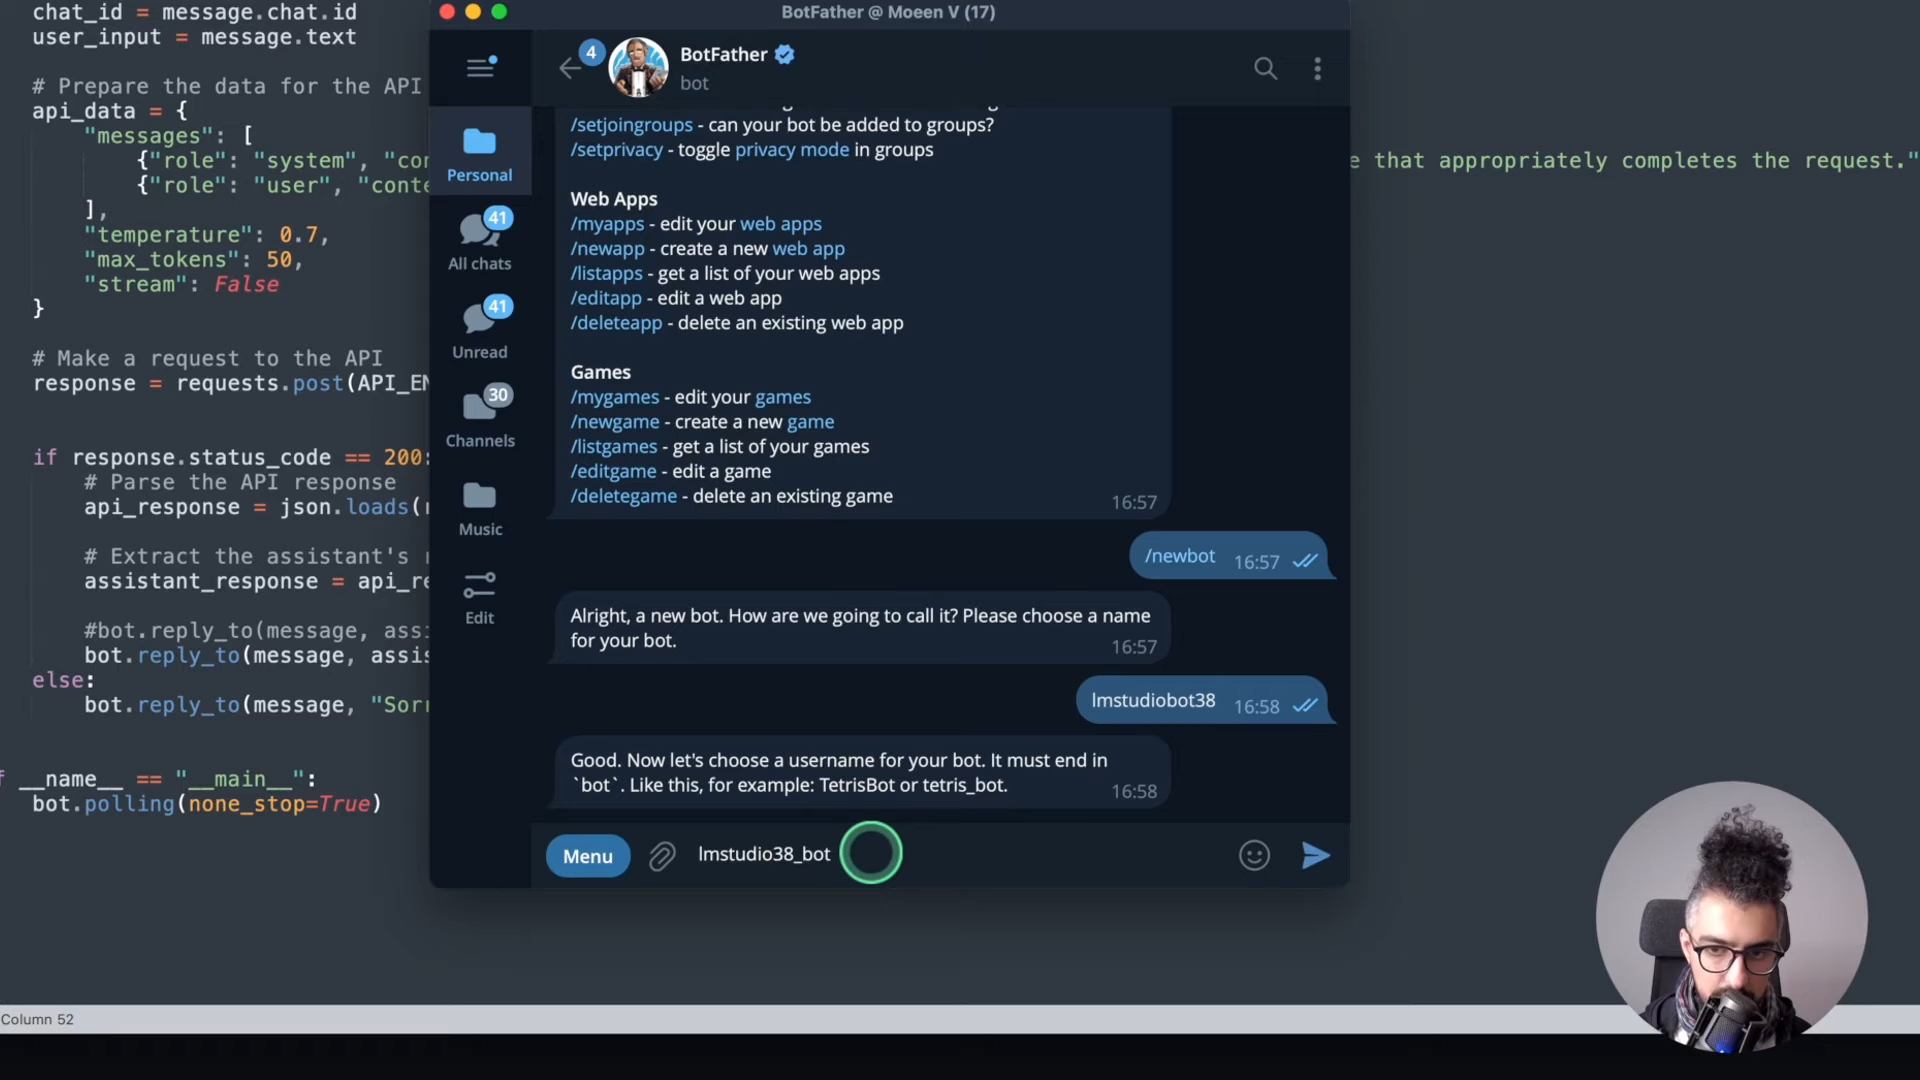 chat_id = message.chat.id
user_input = message.text
# Prepare the data for the API
api_data = {
"messages": [
{"role": "system", "con
e that appropriately completes the request."
{"role": "user", "conte
],
"temperature": 0.7,
"max_tokens": 50,
"stream": False
}
# Make a request to the API
response = requests.post(API_EN
if response.status_code == 200:
# Parse the API response
api_response = json.loads(
# Extract the assistant's
assistant_response = api_re
#bot.reply_to(message, assi
bot.reply_to(message, assis
else:
bot.reply_to(message, "Sorr
__name__ == "__main__":
bot.polling(none_stop=True)
Column 52
BotFather @ Moeen V (17)
4
BotFather
bot
Personal
41
All chats
41
Unread
30
Channels
Music
Edit
/setjoingroups - can your bot be added to groups?
/setprivacy - toggle privacy mode in groups
Web Apps
/myapps - edit your web apps
/newapp - create a new web app
/listapps - get a list of your web apps
/editapp - edit a web app
/deleteapp - delete an existing web app
Games
/mygames - edit your games
/newgame - create a new game
/listgames - get a list of your games
/editgame - edit a game
/deletegame - delete an existing game
16:57
/newbot 16:57
Alright, a new bot. How are we going to call it? Please choose a name
for your bot.
16:57
lmstudiobot38 16:58
Good. Now let's choose a username for your bot. It must end in
`bot`. Like this, for example: TetrisBot or tetris_bot.
16:58
Menu
lmstudio38_bot